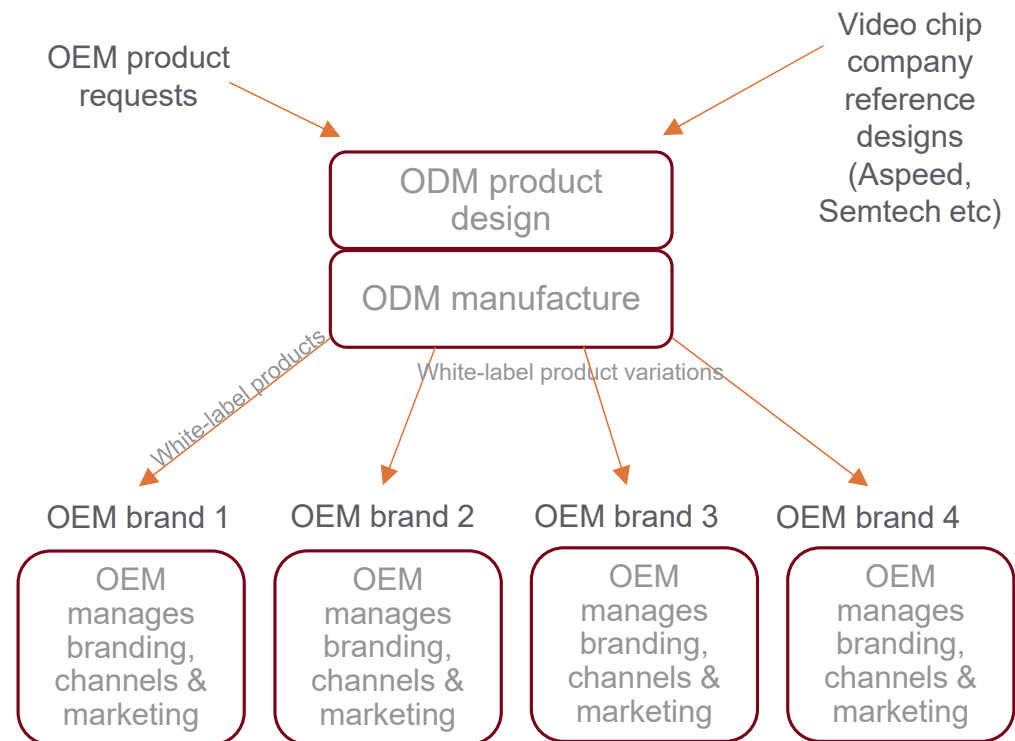 OEM product
requests
Video chip
company
reference
designs
(Aspeed,
Semtech etc)
ODM product
design
ODM manufacture
White-label products
White-label product variations
OEM brand 1
OEM brand 2
OEM brand 3
OEM brand 4
OEM
manages
branding,
channels &
marketing
OEM
manages
branding,
channels &
marketing
OEM
manages
branding,
channels &
marketing
OEM
manages
branding,
channels &
marketing